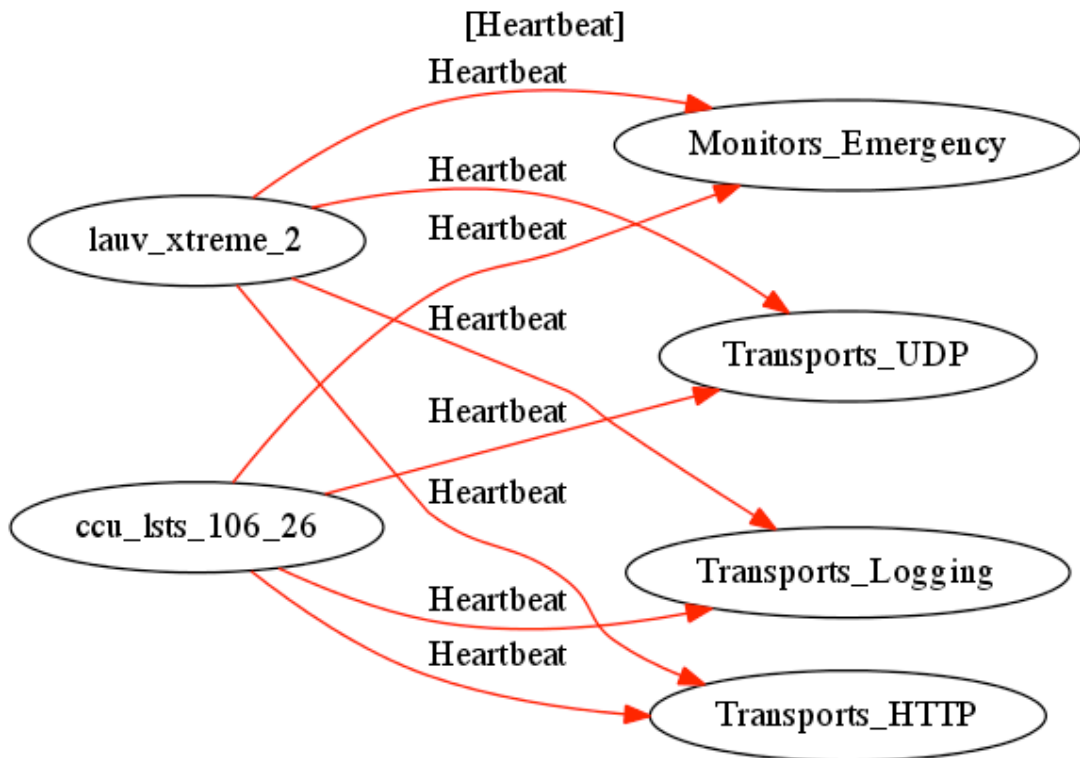 [Heartbeat]
Heartbeat
Monitors_Emergency
Heartbeat
Heartbeat
lauv_xtreme_2
Heartbeat
Transports_UDP
Heartbeat
Heartbeat
ccu_lsts_106_26
Transports_Logging
Heartbeat
Heartbeat
Transports_HTTP